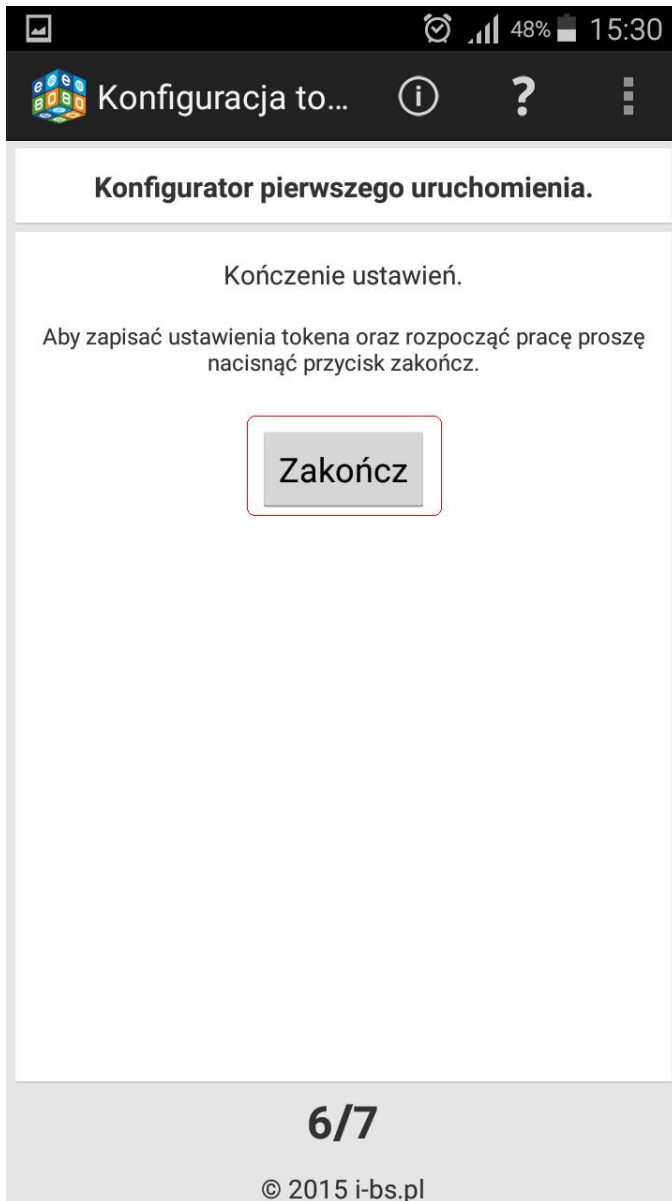 48% 15:30
Konfiguracja to... ?
Konfigurator pierwszego uruchomienia.
Kończenie ustawień.
Aby zapisać ustawienia tokena oraz rozpocząć pracę proszę
nacisnąć przycisk zakończ.
Zakończ
6/7
© 2015 i-bs.pl